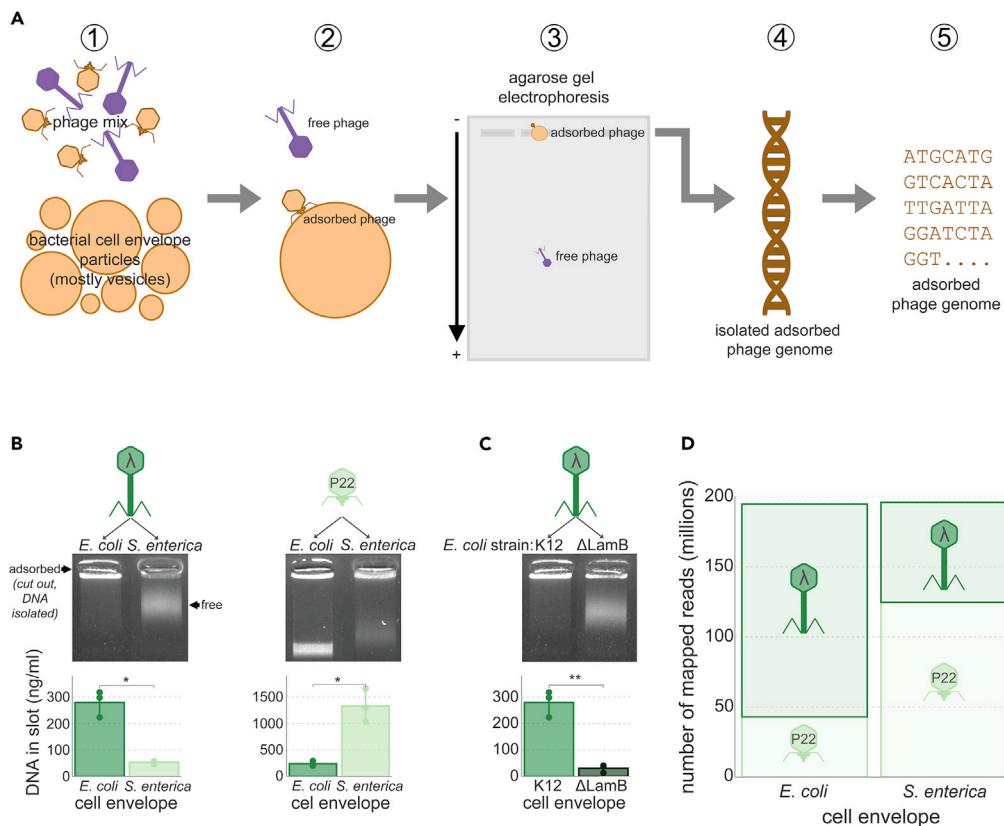 A
① ② ③ ④ ⑤
phage mix
bacterial cell envelope
particles
(mostly vesicles)
free phage
adsorbed phage
agarose gel
electrophoresis
-
adsorbed phage
free phage
+
isolated adsorbed
phage genome
ATGCATG
GTCACTA
TTGATTA
GGATCTA
GGT....
adsorbed
phage genome
B
λ
E. coli S. enterica
adsorbed
(cut out,
DNA
isolated)
free
DNA in slot (ng/ml)
300
200
100
0
*
E. coli S. enterica
cell envelope
P22
E. coli S. enterica
1500
1000
500
0
*
E. coli S. enterica
cell envelope
C
λ
E. coli strain: K12 ΔLamB
300
200
100
0
**
K12 ΔLamB
cell envelope
D
number of mapped reads (millions)
200
150
100
50
0
λ
P22
λ
P22
E. coli S. enterica
cell envelope